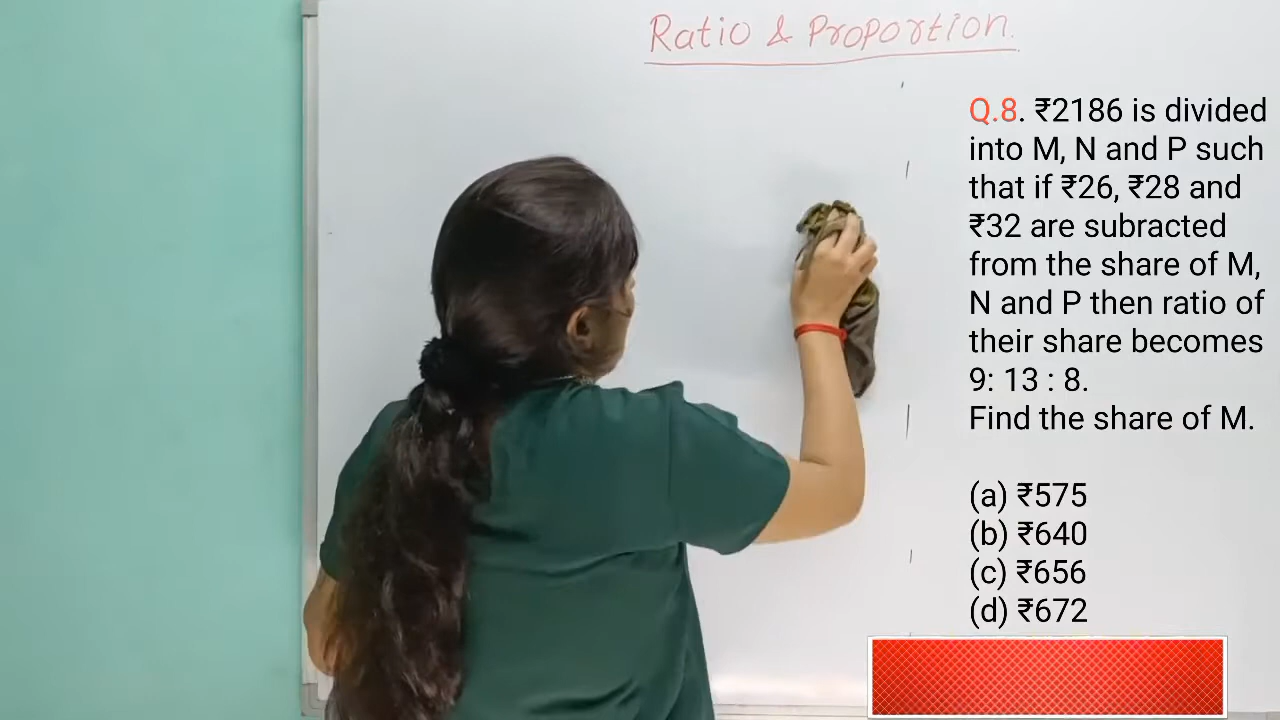 Ratio & Proportion.
Q.8. ₹2186 is divided
into M, N and P such
that if ₹26, ₹28 and
₹32 are subracted
from the share of M,
N and P then ratio of
their share becomes
9: 13 : 8.
Find the share of M.
(a) ₹575
(b) ₹640
(c) ₹656
(d) ₹672